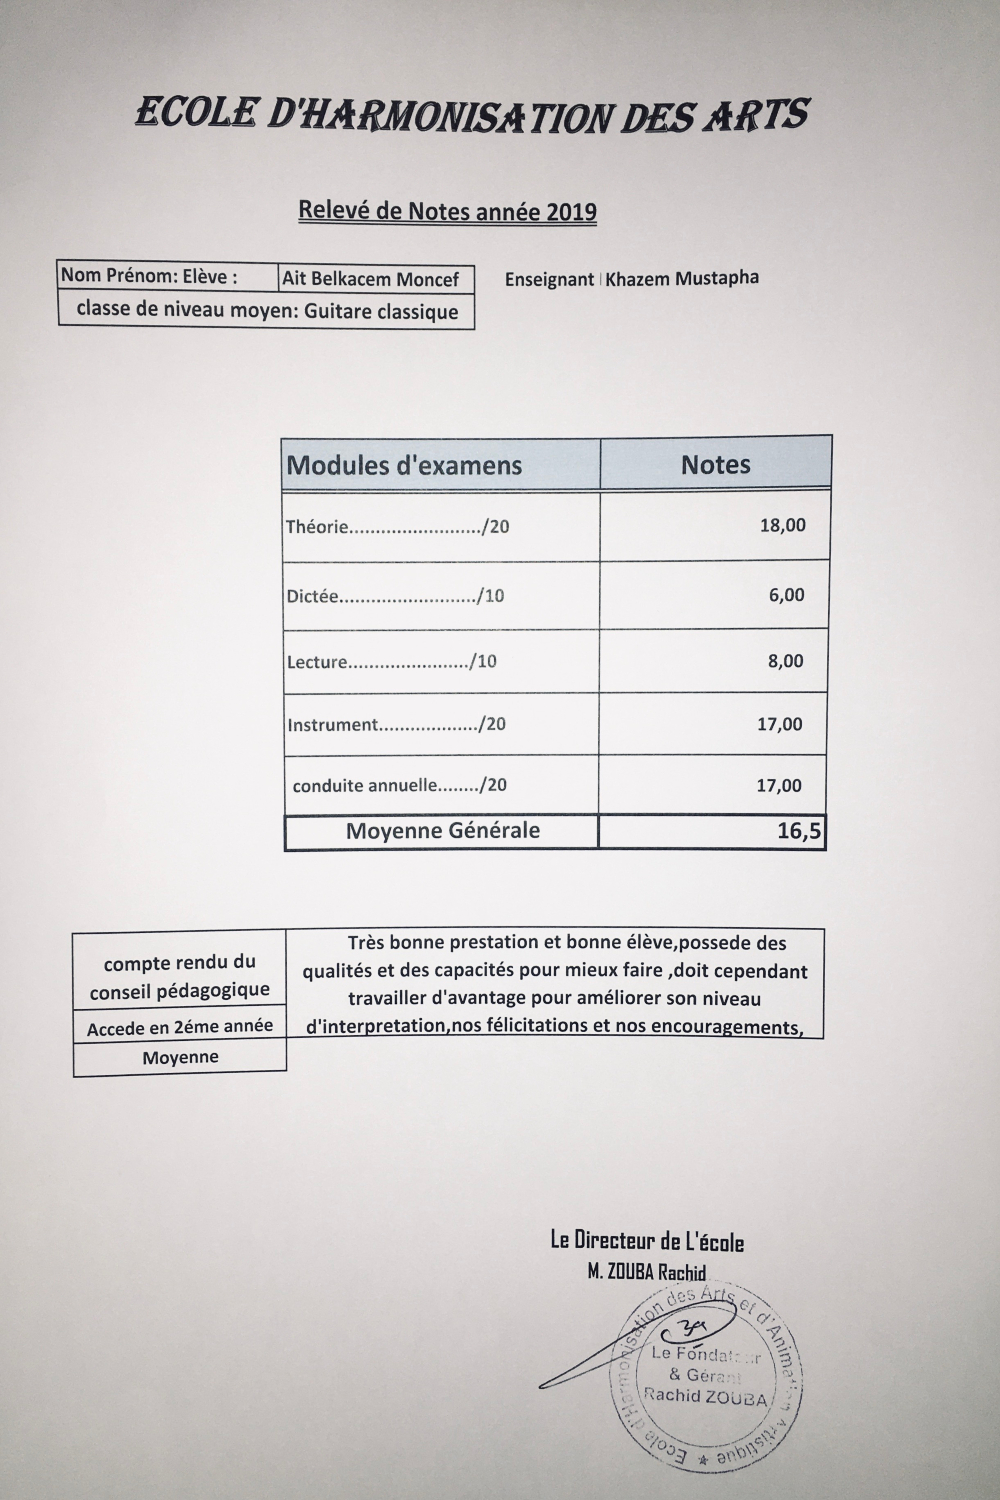 ECOLE D'HARMONISATION DES ARTS
Relevé de Notes année 2019
Nom Prénom: Elève : Ait Belkacem Moncef Enseignant Khazem Mustapha
classe de niveau moyen: Guitare classique
Modules d'examens Notes
Théorie........................./20 18,00
Dictée........................../10 6,00
Lecture......................./10 8,00
Instrument.................../20 17,00
conduite annuelle......../20 17,00
Moyenne Générale 16,5
compte rendu du
conseil pédagogique
Accede en 2éme année
Moyenne
Très bonne prestation et bonne élève,possede des
qualités et des capacités pour mieux faire ,doit cependant
travailler d'avantage pour améliorer son niveau
d'interpretation,nos félicitations et nos encouragements,
Le Directeur de L'école
M. ZOUBA Rachid
Ecole d'Harmonisation des Arts et d'Animation Artistique
Le Fondateur
& Gérant
Rachid ZOUBA